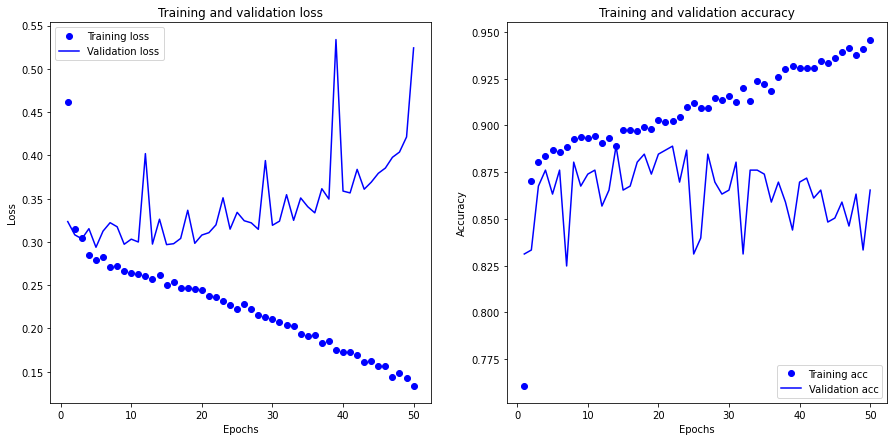 Training and validation loss
Training loss
Validation loss
0.55
0.50
0.45
0.40
0.35
0.30
0.25
0.20
0.15
Loss
0 10 20 30 40 50
Epochs
Training and validation accuracy
0.950
0.925
0.900
0.875
0.850
0.825
0.800
0.775
Accuracy
Training acc
Validation acc
0 10 20 30 40 50
Epochs